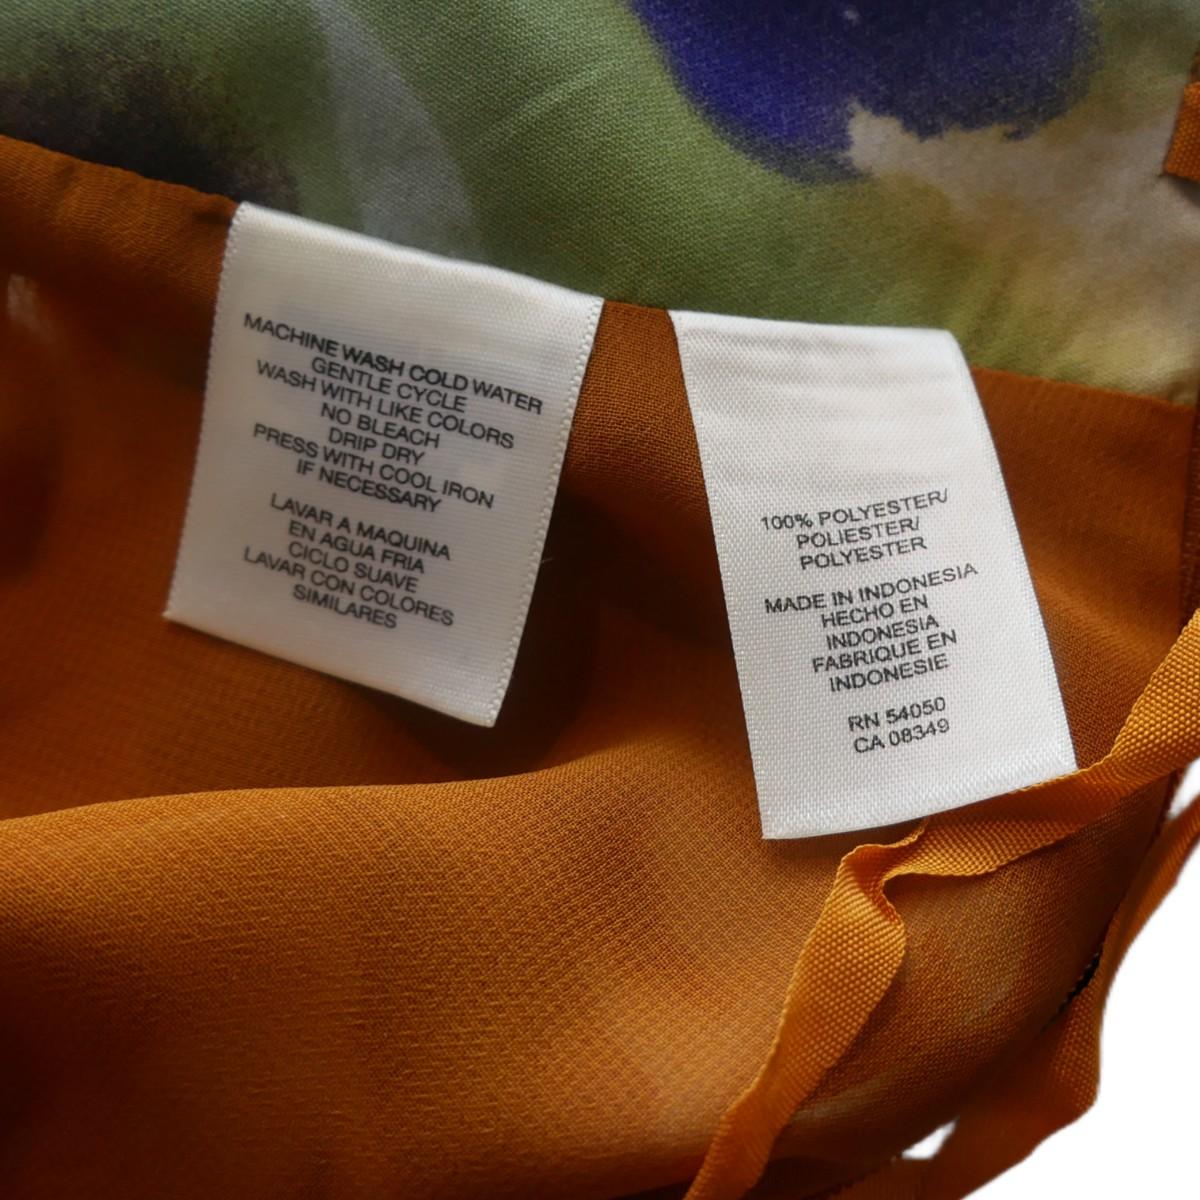 MACHINE WASH COLD WATER
GENTLE CYCLE
WASH WITH LIKE COLORS
NO BLEACH
DRIP DRY
PRESS WITH COOL IRON
IF NECESSARY
LAVAR A MAQUINA
EN AGUA FRIA
CICLO SUAVE
LAVAR CON COLORES
SIMILARES
100% POLYESTER/
POLIESTER/
POLYESTER
MADE IN INDONESIA
HECHO EN
INDONESIA
FABRIQUE EN
INDONESIE
RN 54050
CA 08349